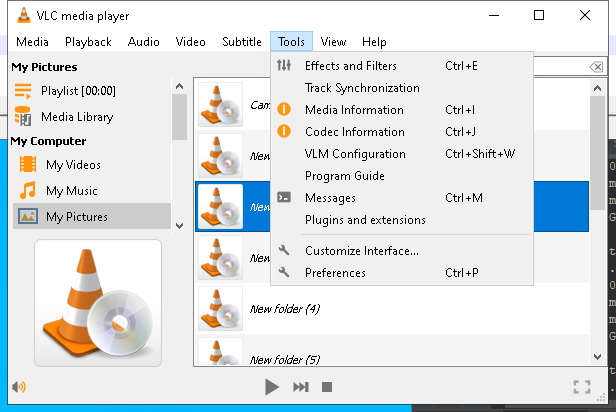 VLC media player
Media Playback Audio Video Subtitle Tools View Help
My Pictures
Playlist [00:00]
Media Library
My Computer
My Videos
My Music
My Pictures
Cam
New
New
New
New folder (4)
New folder (5)
Effects and Filters Ctrl+E
Track Synchronization
Media Information Ctrl+I
Codec Information Ctrl+J
VLM Configuration Ctrl+Shift+W
Program Guide
Messages Ctrl+M
Plugins and extensions
Customize Interface...
Preferences Ctrl+P